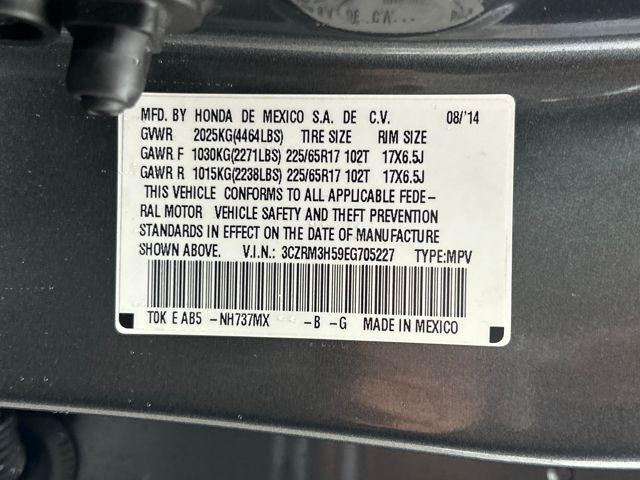 DE C.V.
MFD. BY HONDA DE MEXICO S.A. DE C.V. 08/'14
GVWR 2025KG(4464LBS) TIRE SIZE RIM SIZE
GAWR F 1030KG(2271LBS) 225/65R17 102T 17X6.5J
GAWR R 1015KG(2238LBS) 225/65R17 102T 17X6.5J
THIS VEHICLE CONFORMS TO ALL APPLICABLE FEDE-
RAL MOTOR VEHICLE SAFETY AND THEFT PREVENTION
STANDARDS IN EFFECT ON THE DATE OF MANUFACTURE
SHOWN ABOVE. V.I.N.: 3CZRM3H59EG705227 TYPE:MPV
T0K E AB5 -NH737MX -B -G MADE IN MEXICO